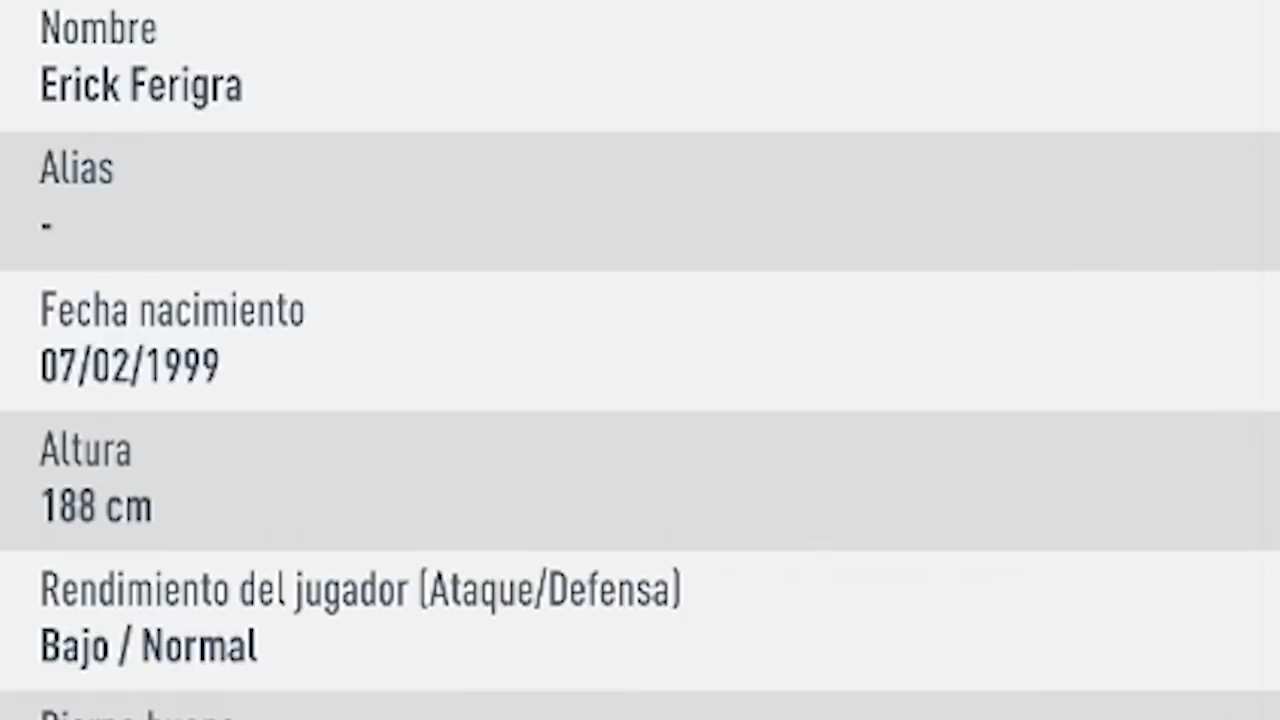 Nombre
Erick Ferigra
Alias
-
Fecha nacimiento
07/02/1999
Altura
188 cm
Rendimiento del jugador (Ataque/Defensa)
Bajo / Normal